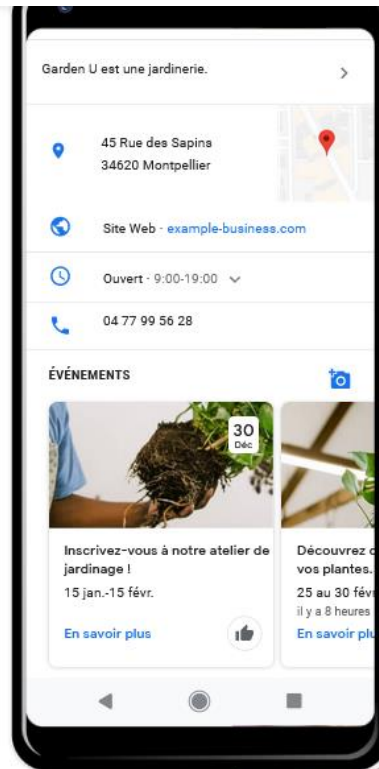 Garden U est une jardinerie.
45 Rue des Sapins
34620 Montpellier
Site Web · example-business.com
Ouvert · 9:00-19:00
04 77 99 56 28
ÉVÉNEMENTS
30
Déc
Inscrivez-vous à notre atelier de
jardinage !
15 jan.-15 févr.
En savoir plus
Découvrez
vos plantes.
25 au 30 févr
il y a 8 heures
En savoir plu